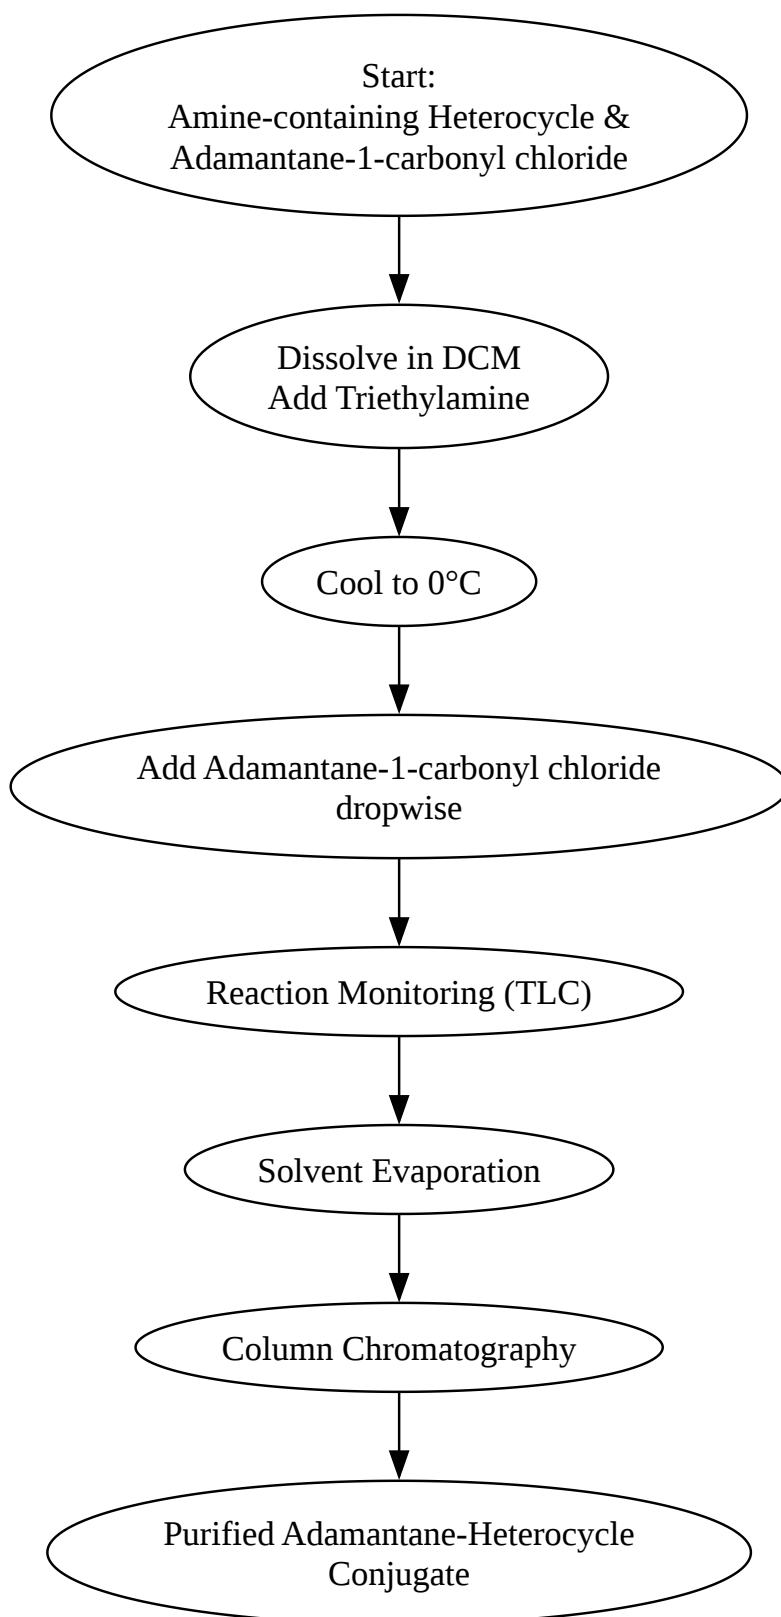 Start:
Amine-containing Heterocycle &
Adamantane-1-carbonyl chloride
Dissolve in DCM
Add Triethylamine
Cool to 0°C
Add Adamantane-1-carbonyl chloride
dropwise
Reaction Monitoring (TLC)
Solvent Evaporation
Column Chromatography
Purified Adamantane-Heterocycle
Conjugate